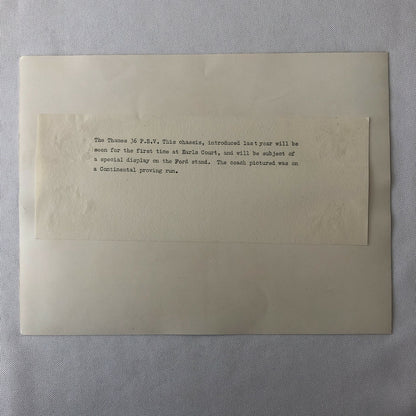 The Thames 36 P.S.V. This chassis, introduced last year will be
seen for the first time at Earls Court, and will be subject of
a special display on the Ford stand. The coach pictured was on
a Continental proving run.